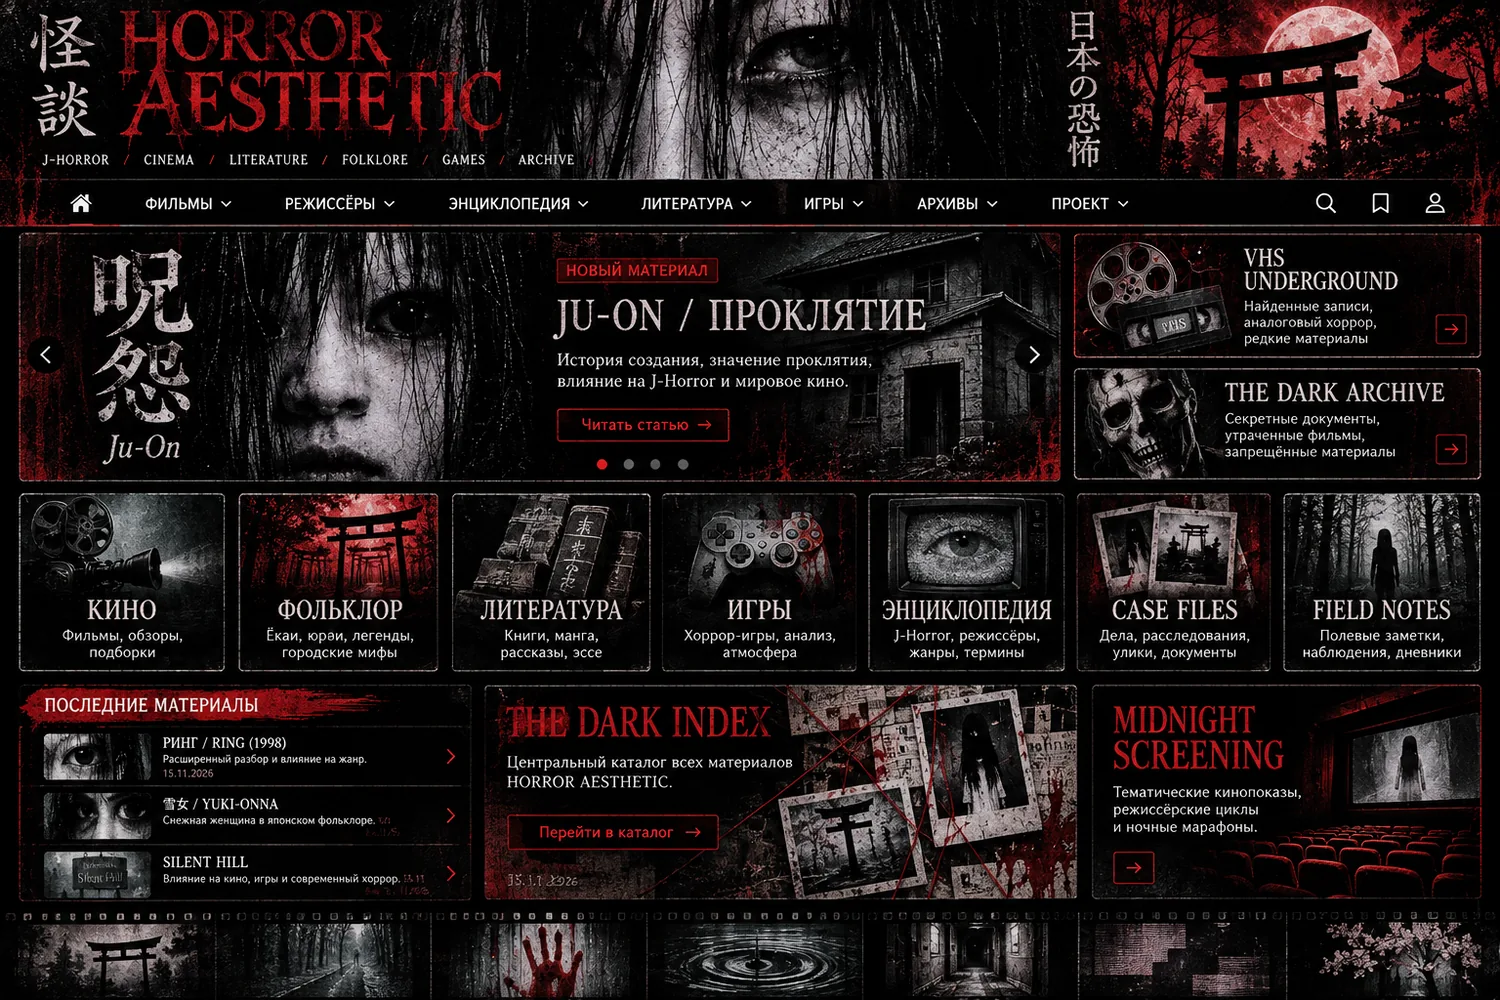 怪談
HORROR
AESTHETIC
J-HORROR / CINEMA / LITERATURE / FOLKLORE / GAMES / ARCHIVE
日本の恐怖
ФИЛЬМЫ РЕЖИССЁРЫ ЭНЦИКЛОПЕДИЯ ЛИТЕРАТУРА ИГРЫ АРХИВЫ ПРОЕКТ
呪怨
Ju-On
НОВЫЙ МАТЕРИАЛ
JU-ON / ПРОКЛЯТИЕ
История создания, значение проклятия,
влияние на J-Horror и мировое кино.
Читать статью →
VHS
VHS
UNDERGROUND
Найденные записи,
аналоговый хоррор,
редкие материалы
THE DARK ARCHIVE
Секретные документы,
утраченные фильмы,
запрещённые материалы
КИНО
Фильмы, обзоры,
подборки
ФОЛЬКЛОР
Ёкаи, юрэи, легенды,
городские мифы
ЛИТЕРАТУРА
Книги, манга,
рассказы, эссе
ИГРЫ
Хоррор-игры, анализ,
атмосфера
ЭНЦИКЛОПЕДИЯ
J-Horror, режиссёры,
жанры, термины
CASE FILES
Дела, расследования,
улики, документы
FIELD NOTES
Полевые заметки,
наблюдения, дневники
ПОСЛЕДНИЕ МАТЕРИАЛЫ
РИНГ / RING (1998)
Расширенный разбор и влияние на жанр.
15.11.2026
雪女 / YUKI-ONNA
Снежная женщина в японском фольклоре.
Silent Hill
SILENT HILL
Влияние на кино, игры и современный хоррор.
THE DARK INDEX
Центральный каталог всех материалов
HORROR AESTHETIC.
Перейти в каталог →
MIDNIGHT
SCREENING
Тематические кинопоказы,
режиссёрские циклы
и ночные марафоны.